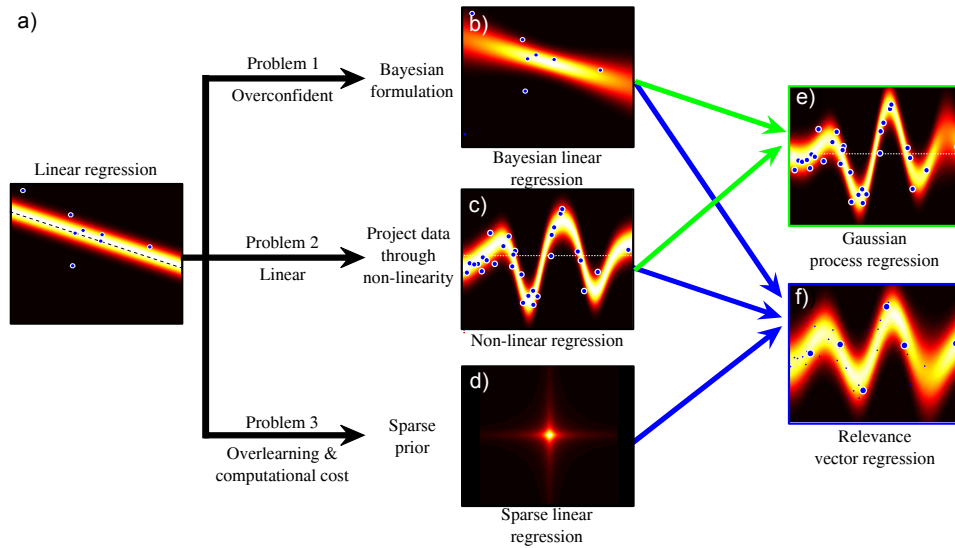 a)
Linear regression
Problem 1
Overconfident
Bayesian
formulation
Problem 2
Linear
Project data
through
non-linearity
Problem 3
Overlearning &
computational cost
Sparse
prior
b)
Bayesian linear
regression
c)
Non-linear regression
d)
Sparse linear
regression
e)
Gaussian
process regression
f)
Relevance
vector regression